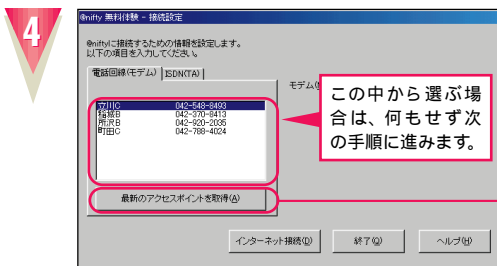 4
@nifty 無料体験 - 接続設定
@niftyに接続するための情報を設定します。
以下の項目を入力してください。
電話回線(モデム) ISDN(TA)
立川C 042-548-8493
稲城B 042-370-8413
所沢B 042-920-2035
町田C 042-788-4024
最新のアクセスポイントを取得(A)
この中から選ぶ場
合は、何もせず次
の手順に進みます。
インターネット接続(D) 終了(Q) ヘルプ(H)